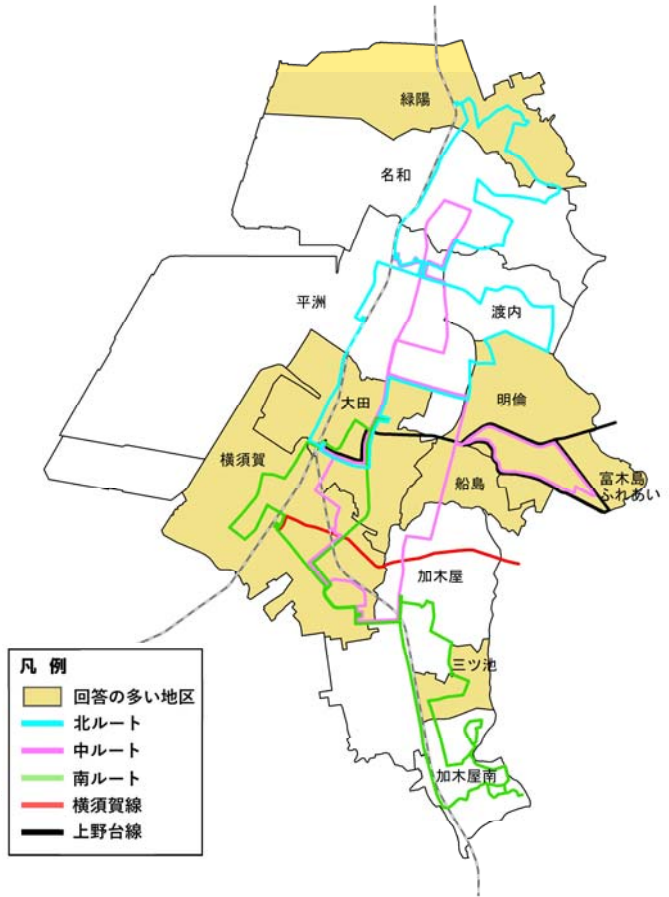 緑陽
名和
平洲
渡内
大田
明倫
横須賀
船島
富木島
ふれあい
加木屋
三ツ池
加木屋南
凡 例
回答の多い地区
北ルート
中ルート
南ルート
横須賀線
上野台線